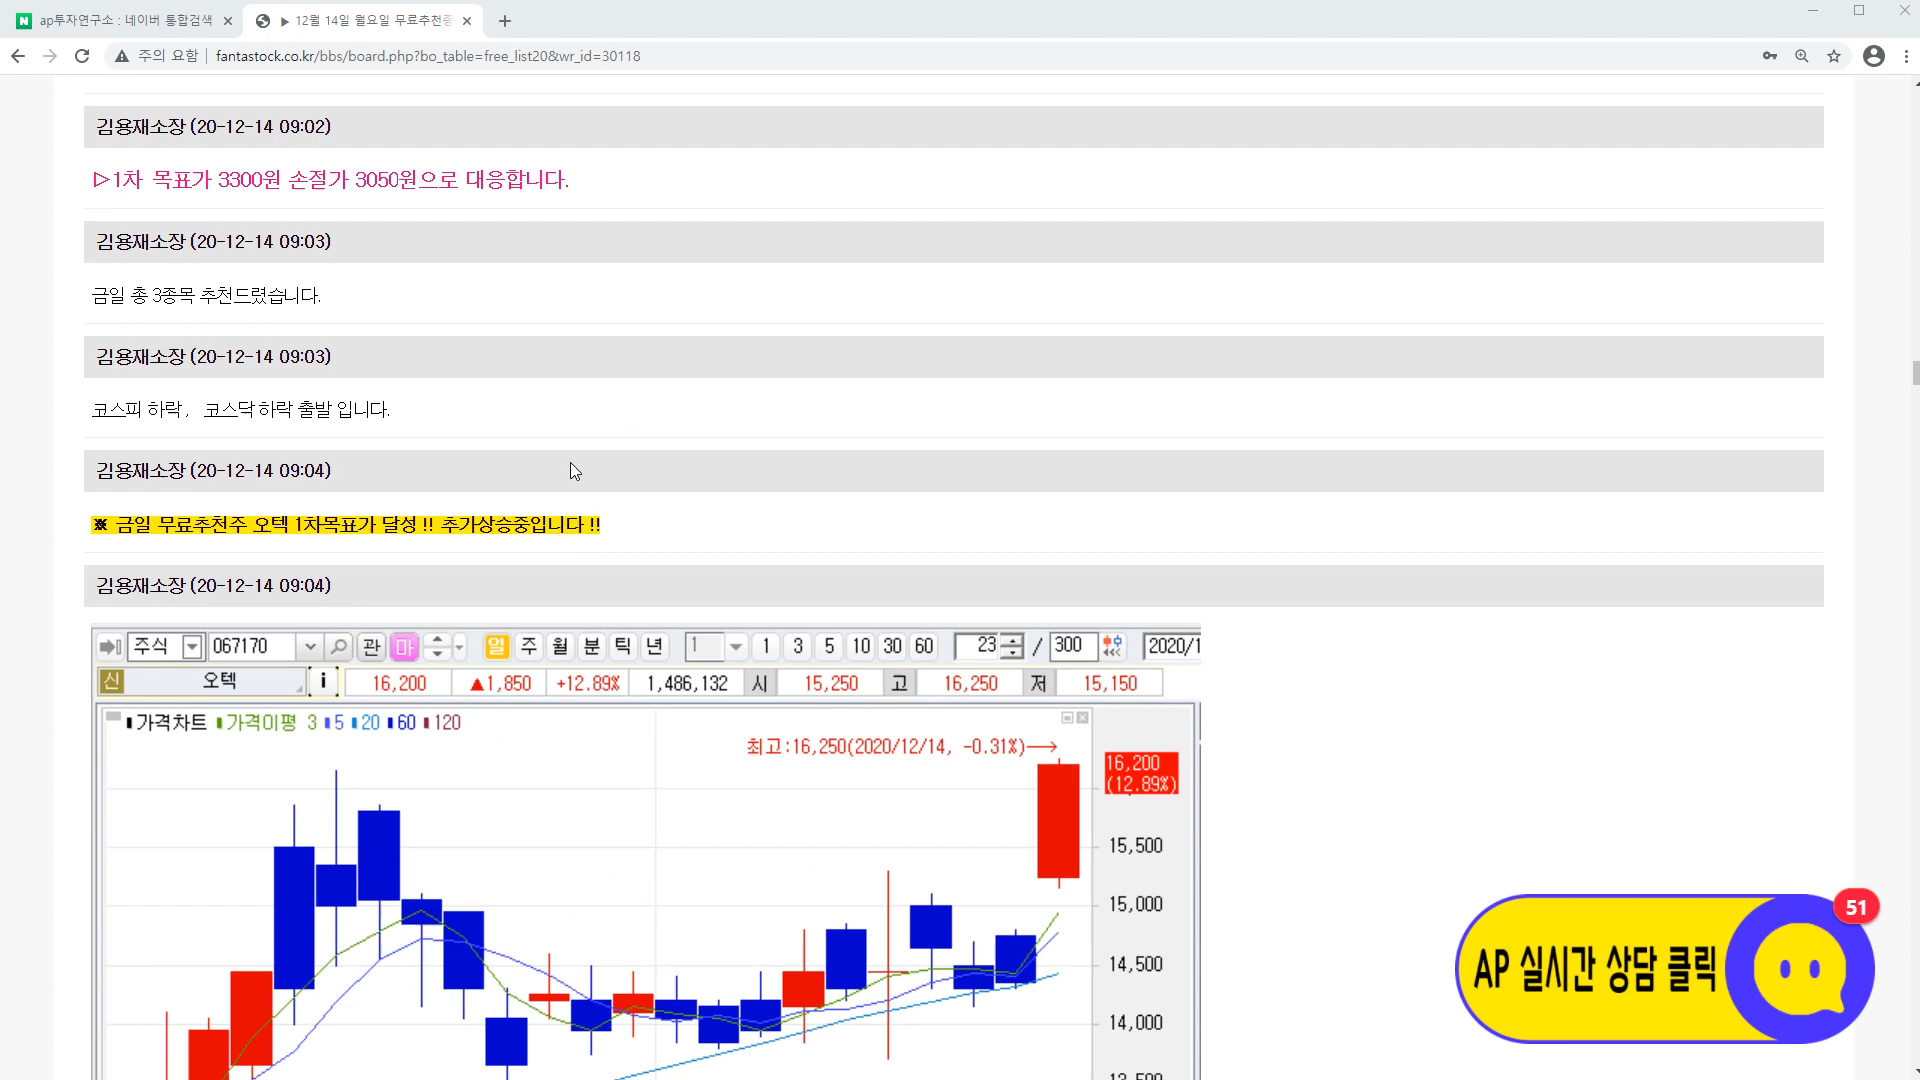 ap투자연구소 : 네이버 통합검색
▶ 12월 14일 월요일 무료추천종
주의 요함 | fantastock.co.kr/bbs/board.php?bo_table=free_list20&wr_id=30118
김용재소장 (20-12-14 09:02)
▷1차 목표가 3300원 손절가 3050원으로 대응합니다.
김용재소장 (20-12-14 09:03)
금일 총 3종목 추천드렸습니다.
김용재소장 (20-12-14 09:03)
코스피 하락 , 코스닥 하락 출발 입니다.
김용재소장 (20-12-14 09:04)
※ 금일 무료추천주 오텍 1차목표가 달성 !! 추가상승중입니다 !!
김용재소장 (20-12-14 09:04)
주식 067170 관 마 일 주 월 분 틱 년 1 1 3 5 10 30 60 23 / 300 2020/1
신 오텍 i 16,200 ▲1,850 +12.89% 1,486,132 시 15,250 고 16,250 저 15,150
가격차트 가격이평 3 5 20 60 120
최고:16,250(2020/12/14, -0.31%)→
16,200
(12.89%)
15,500
15,000
14,500
14,000
51
AP 실시간 상담 클릭